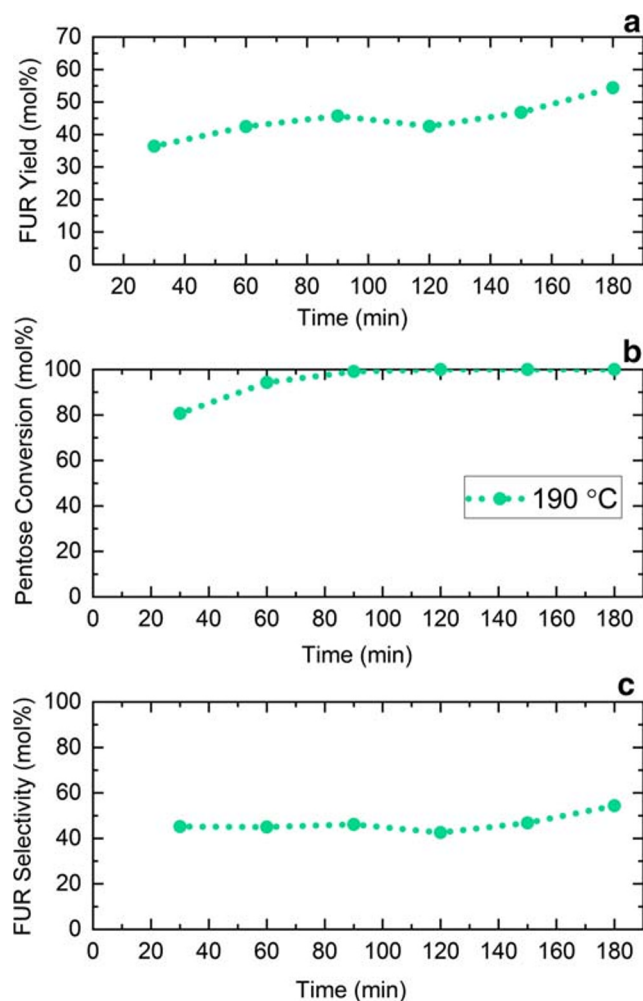 a
70
60
50
40
30
20
10
0
FUR Yield (mol%)
20 40 60 80 100 120 140 160 180
Time (min)
b
100
80
60
40
20
0
Pentose Conversion (mol%)
190 °C
0 20 40 60 80 100 120 140 160 180
Time (min)
c
100
80
60
40
20
0
FUR Selectivity (mol%)
0 20 40 60 80 100 120 140 160 180
Time (min)